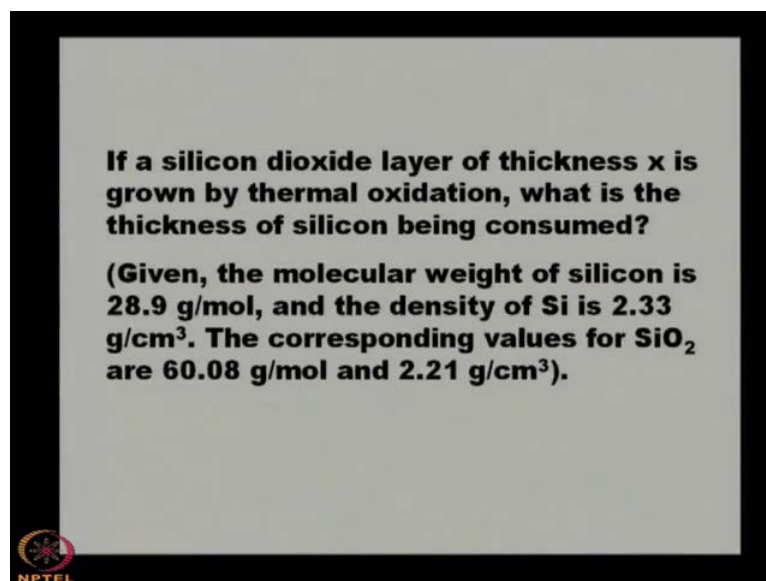 If a silicon dioxide layer of thickness x is
grown by thermal oxidation, what is the
thickness of silicon being consumed?
(Given, the molecular weight of silicon is
28.9 g/mol, and the density of Si is 2.33
g/cm³. The corresponding values for SiO₂
are 60.08 g/mol and 2.21 g/cm³).
NPTEL